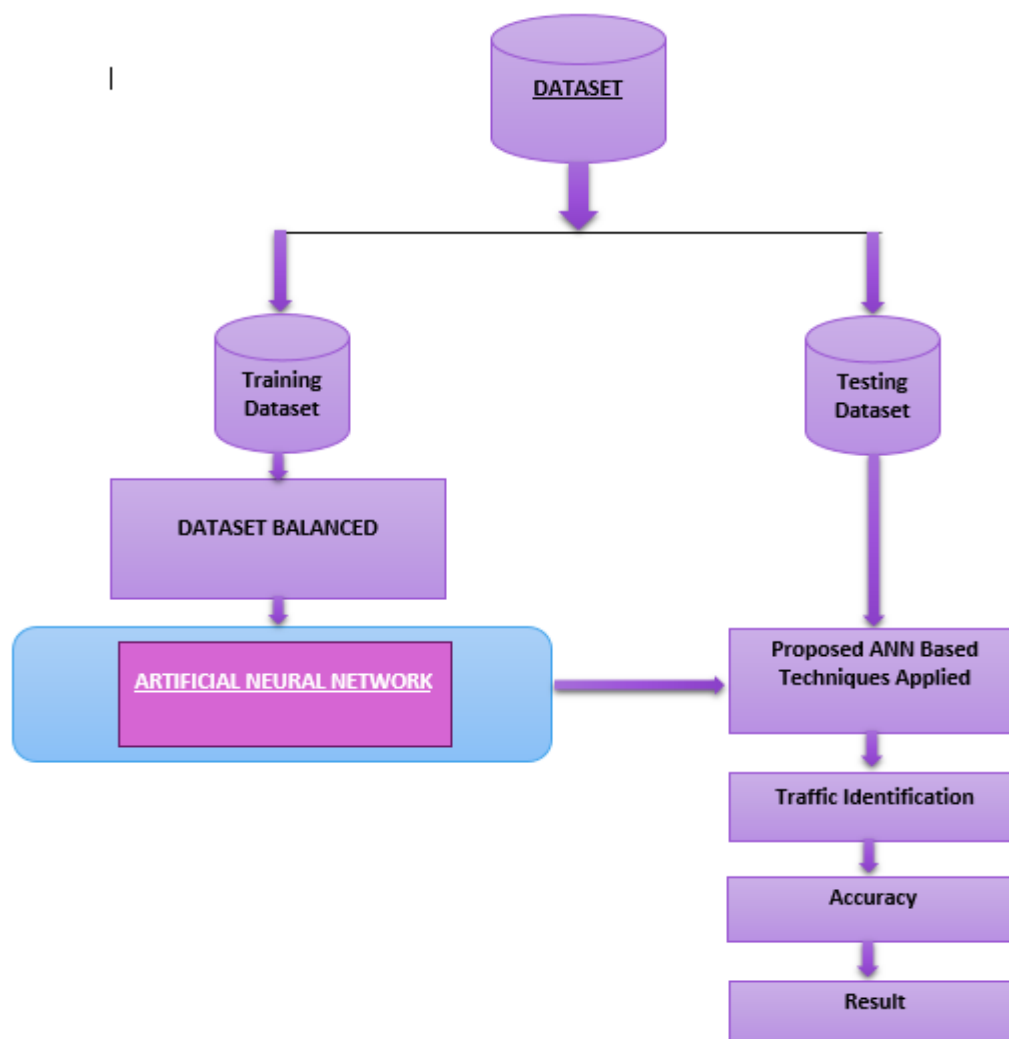 DATASET
Training
Dataset
Testing
Dataset
DATASET BALANCED
ARTIFICIAL NEURAL NETWORK
Proposed ANN Based
Techniques Applied
Traffic Identification
Accuracy
Result